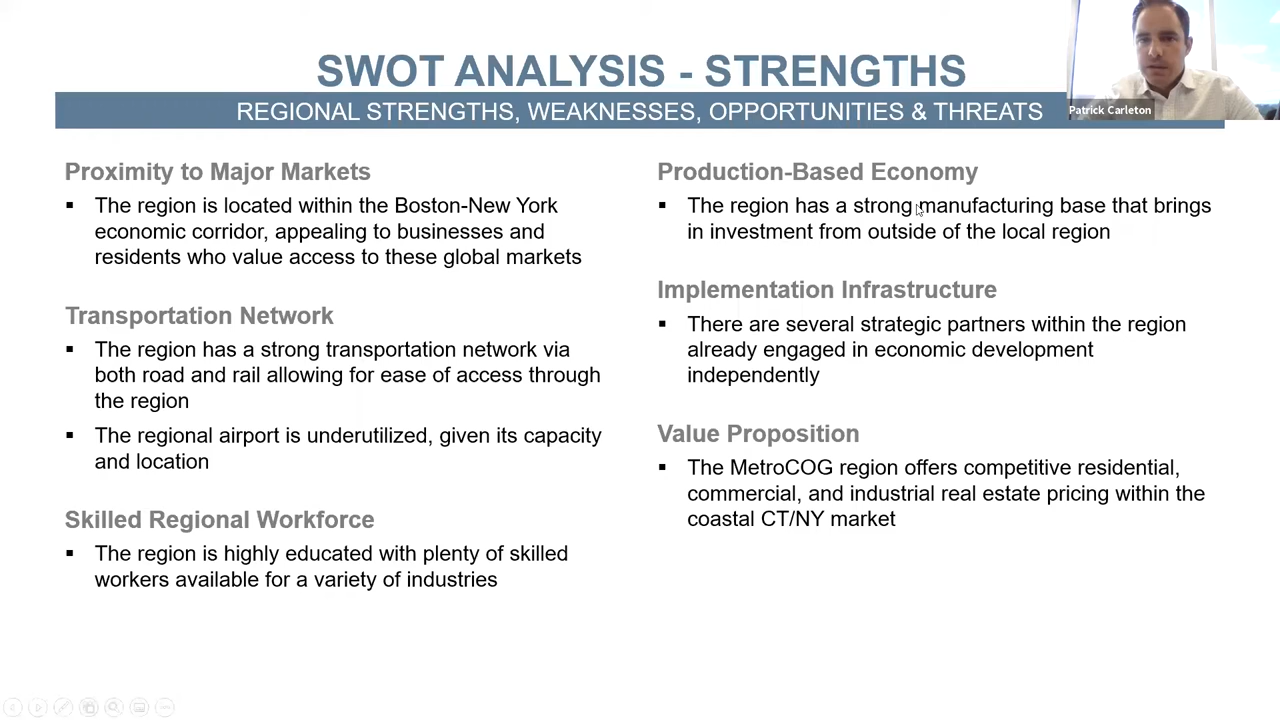 SWOT ANALYSIS - STRENGTHS
REGIONAL STRENGTHS, WEAKNESSES, OPPORTUNITIES & THREATS
Patrick Carleton
Proximity to Major Markets
▪ The region is located within the Boston-New York
economic corridor, appealing to businesses and
residents who value access to these global markets
Transportation Network
▪ The region has a strong transportation network via
both road and rail allowing for ease of access through
the region
▪ The regional airport is underutilized, given its capacity
and location
Skilled Regional Workforce
▪ The region is highly educated with plenty of skilled
workers available for a variety of industries
Production-Based Economy
▪ The region has a strong manufacturing base that brings
in investment from outside of the local region
Implementation Infrastructure
▪ There are several strategic partners within the region
already engaged in economic development
independently
Value Proposition
▪ The MetroCOG region offers competitive residential,
commercial, and industrial real estate pricing within the
coastal CT/NY market